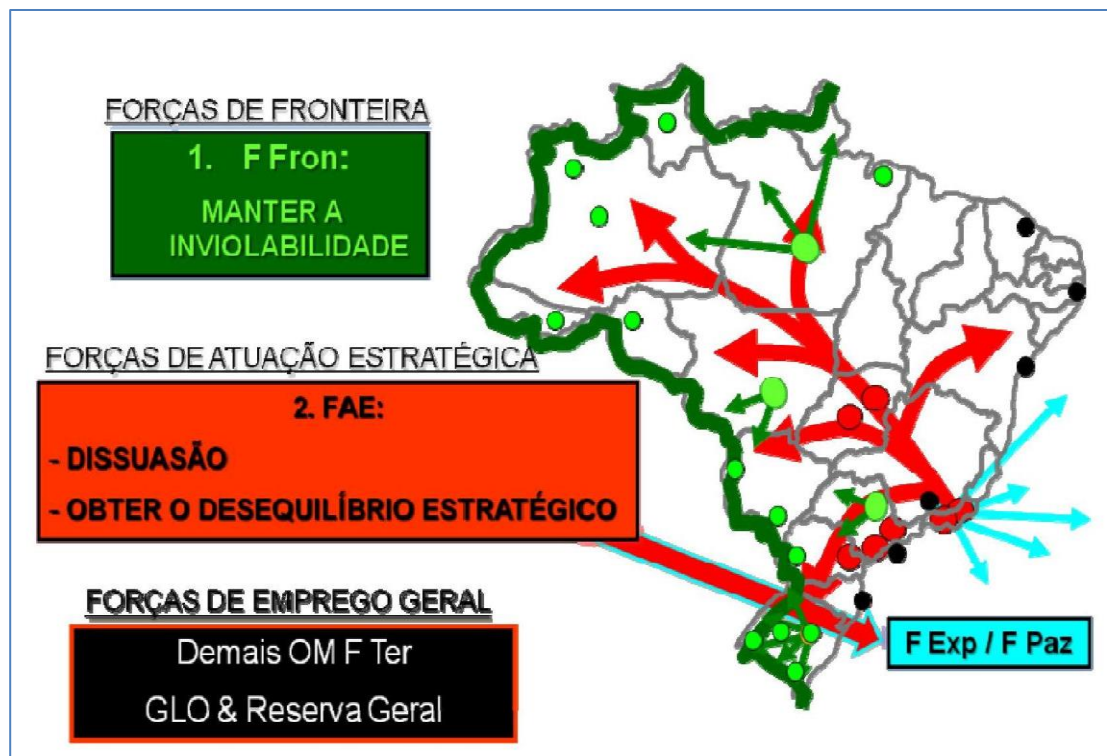 FORÇAS DE FRONTEIRA
1. F Fron:
MANTER A
INVIOLABILIDADE
FORÇAS DE ATUAÇÃO ESTRATÉGICA
2. FAE:
- DISSUASÃO
- OBTER O DESEQUILÍBRIO ESTRATÉGICO
FORÇAS DE EMPREGO GERAL
Demais OM F Ter
GLO & Reserva Geral
F Exp / F Paz